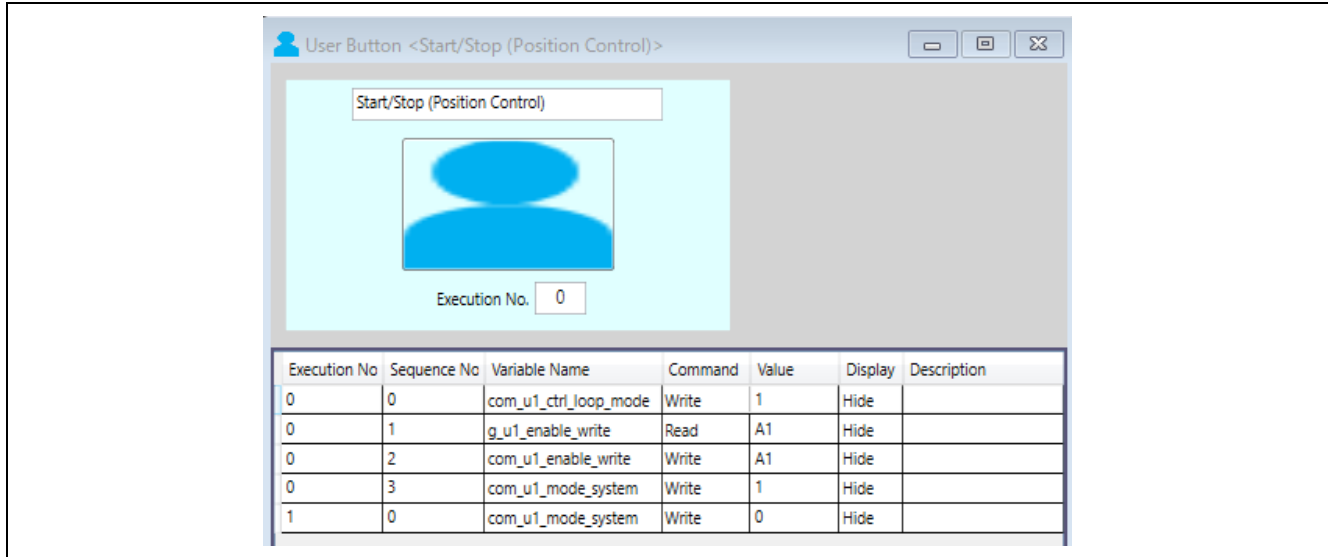 User Button <Start/Stop (Position Control)>
Start/Stop (Position Control)
Execution No. 0
Execution No Sequence No Variable Name Command Value Display Description
0 0 com_u1_ctrl_loop_mode Write 1 Hide
0 1 g_u1_enable_write Read A1 Hide
0 2 com_u1_enable_write Write A1 Hide
0 3 com_u1_mode_system Write 1 Hide
1 0 com_u1_mode_system Write 0 Hide